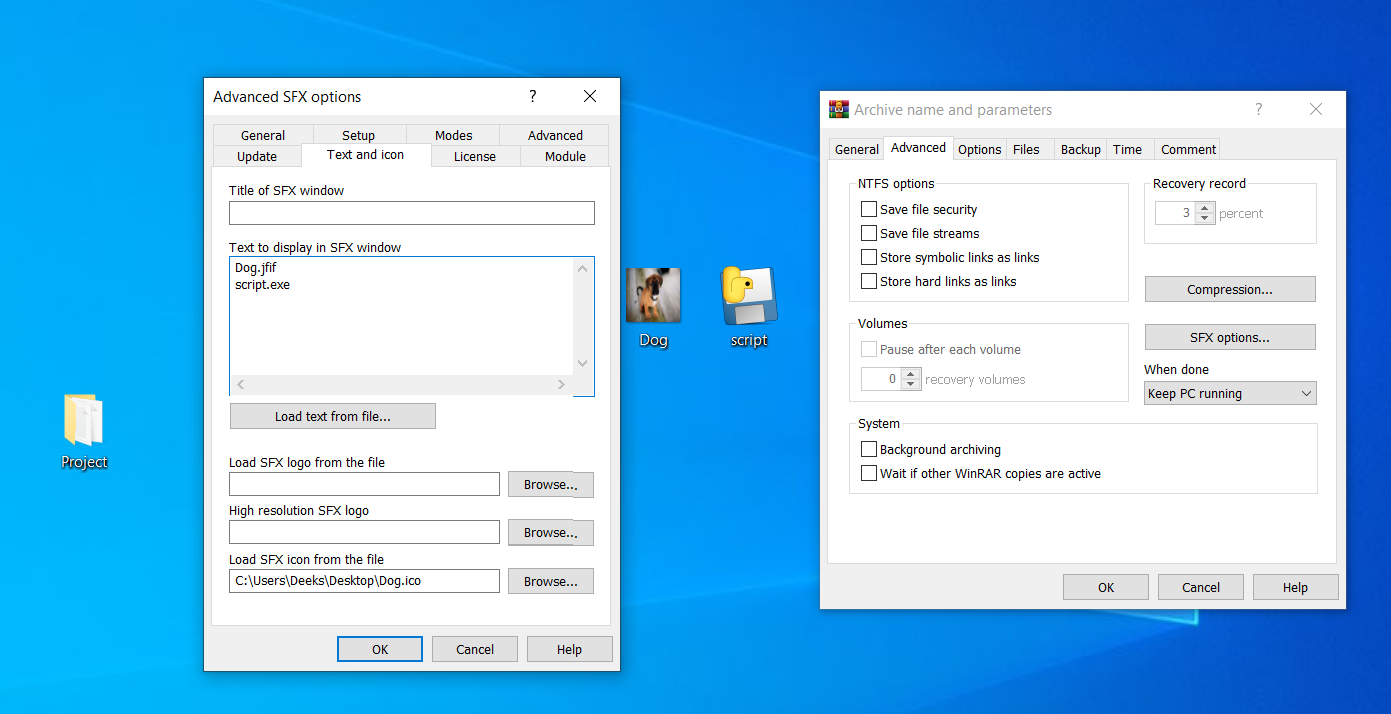 Advanced SFX options
?
General Setup Modes Advanced
Update Text and icon License Module
Title of SFX window
Text to display in SFX window
Dog.jfif
script.exe
Load text from file...
Load SFX logo from the file
Browse...
High resolution SFX logo
Browse...
Load SFX icon from the file
C:\Users\Deeks\Desktop\Dog.ico
Browse...
OK Cancel Help
Project
Dog
script
Archive name and parameters
?
General Advanced Options Files Backup Time Comment
NTFS options
Save file security
Save file streams
Store symbolic links as links
Store hard links as links
Recovery record
3 percent
Compression...
SFX options...
Volumes
Pause after each volume
0 recovery volumes
When done
Keep PC running
System
Background archiving
Wait if other WinRAR copies are active
OK Cancel Help